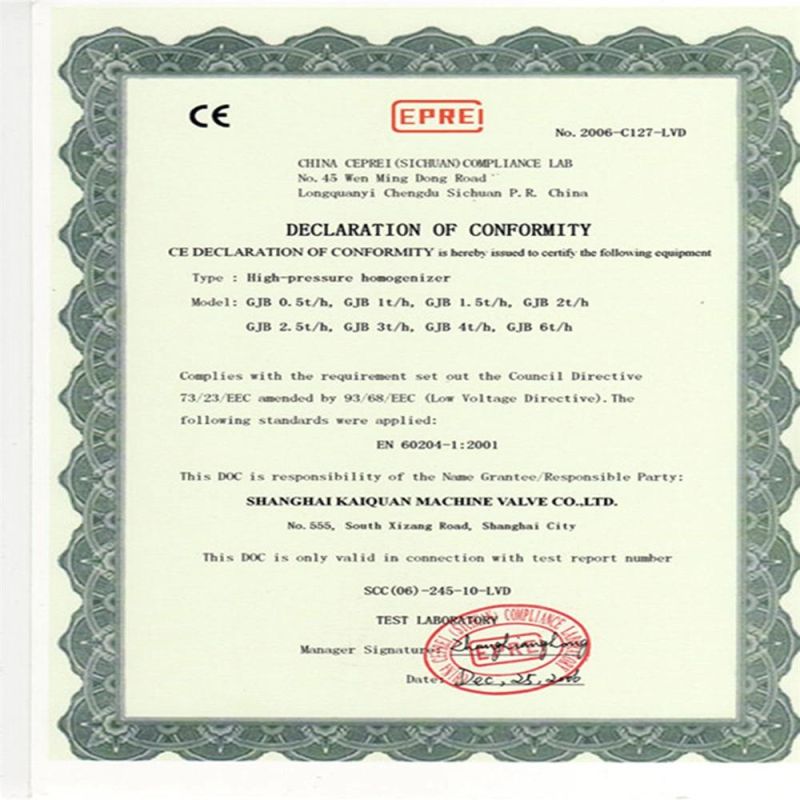 CE EPREI
No. 2006-C127-LVD
CHINA CEPREI(SICHUAN)COMPLIANCE LAB
No. 45 Wen Ming Dong Road
Longquanyi Chengdu Sichuan P.R. China
DECLARATION OF CONFORMITY
CE DECLARATION OF CONFORMITY is hereby issued to certify the following equipment
Type : High-pressure homogenizer
Model: GJB 0.5t/h, GJB 1t/h, GJB 1.5t/h, GJB 2t/h
GJB 2.5t/h, GJB 3t/h, GJB 4t/h, GJB 6t/h
Complies with the requirement set out the Council Directive
73/23/EEC amended by 93/68/EEC (Low Voltage Directive). The
following standards were applied:
EN 60204-1:2001
This DOC is responsibility of the Name Grantee/Responsible Party:
SHANGHAI KAIQUAN MACHINE VALVE CO.,LTD.
No. 555, South Xizang Road, Shanghai City
This DOC is only valid in connection with test report number
SCC(06)-245-10-LVD
TEST LABORATORY
Manager Signature:
Date: Dec, 25, 2006
CEPREI (SICHUAN) COMPLIANCE LABORATORY
EPREI